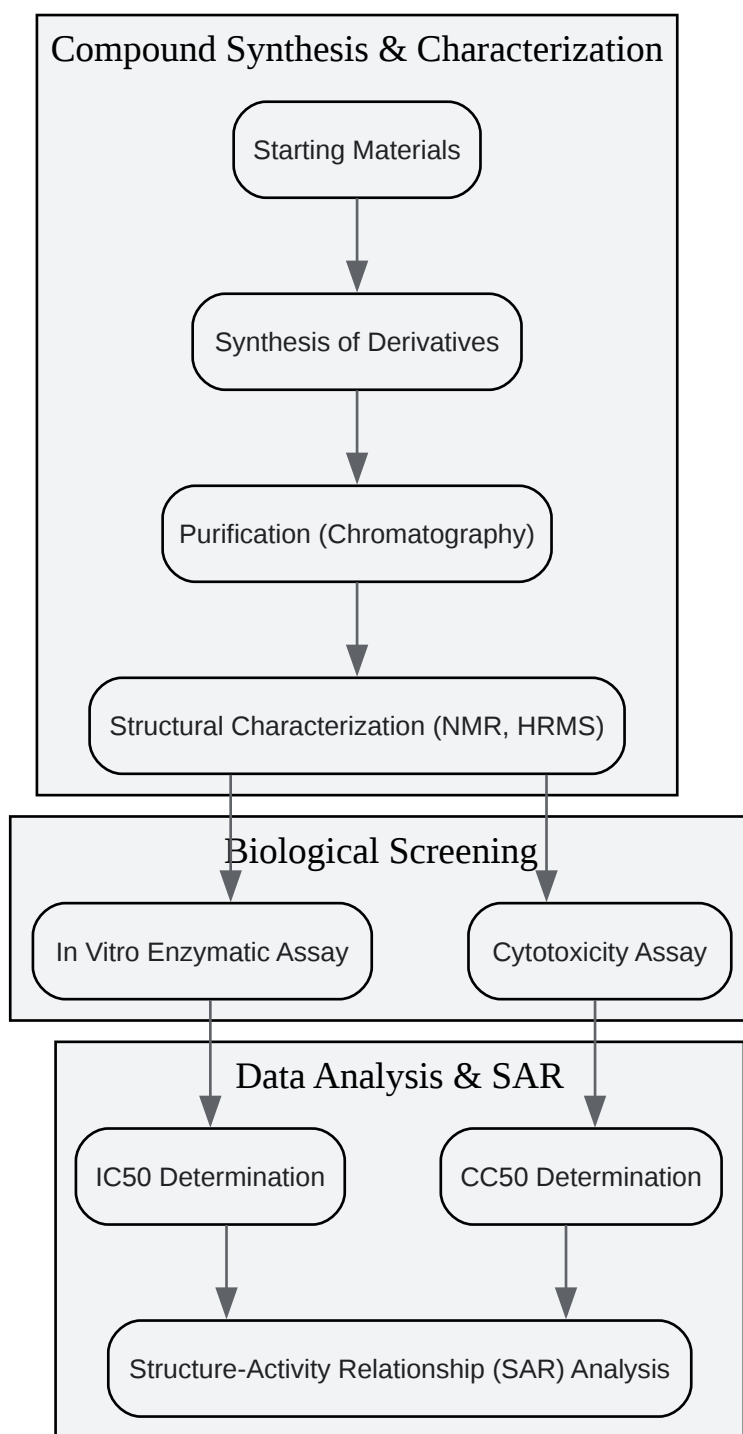 Compound Synthesis & Characterization
Starting Materials
Synthesis of Derivatives
Purification (Chromatography)
Structural Characterization (NMR, HRMS)
Biological Screening
In Vitro Enzymatic Assay
Cytotoxicity Assay
Data Analysis & SAR
IC50 Determination
CC50 Determination
Structure-Activity Relationship (SAR) Analysis